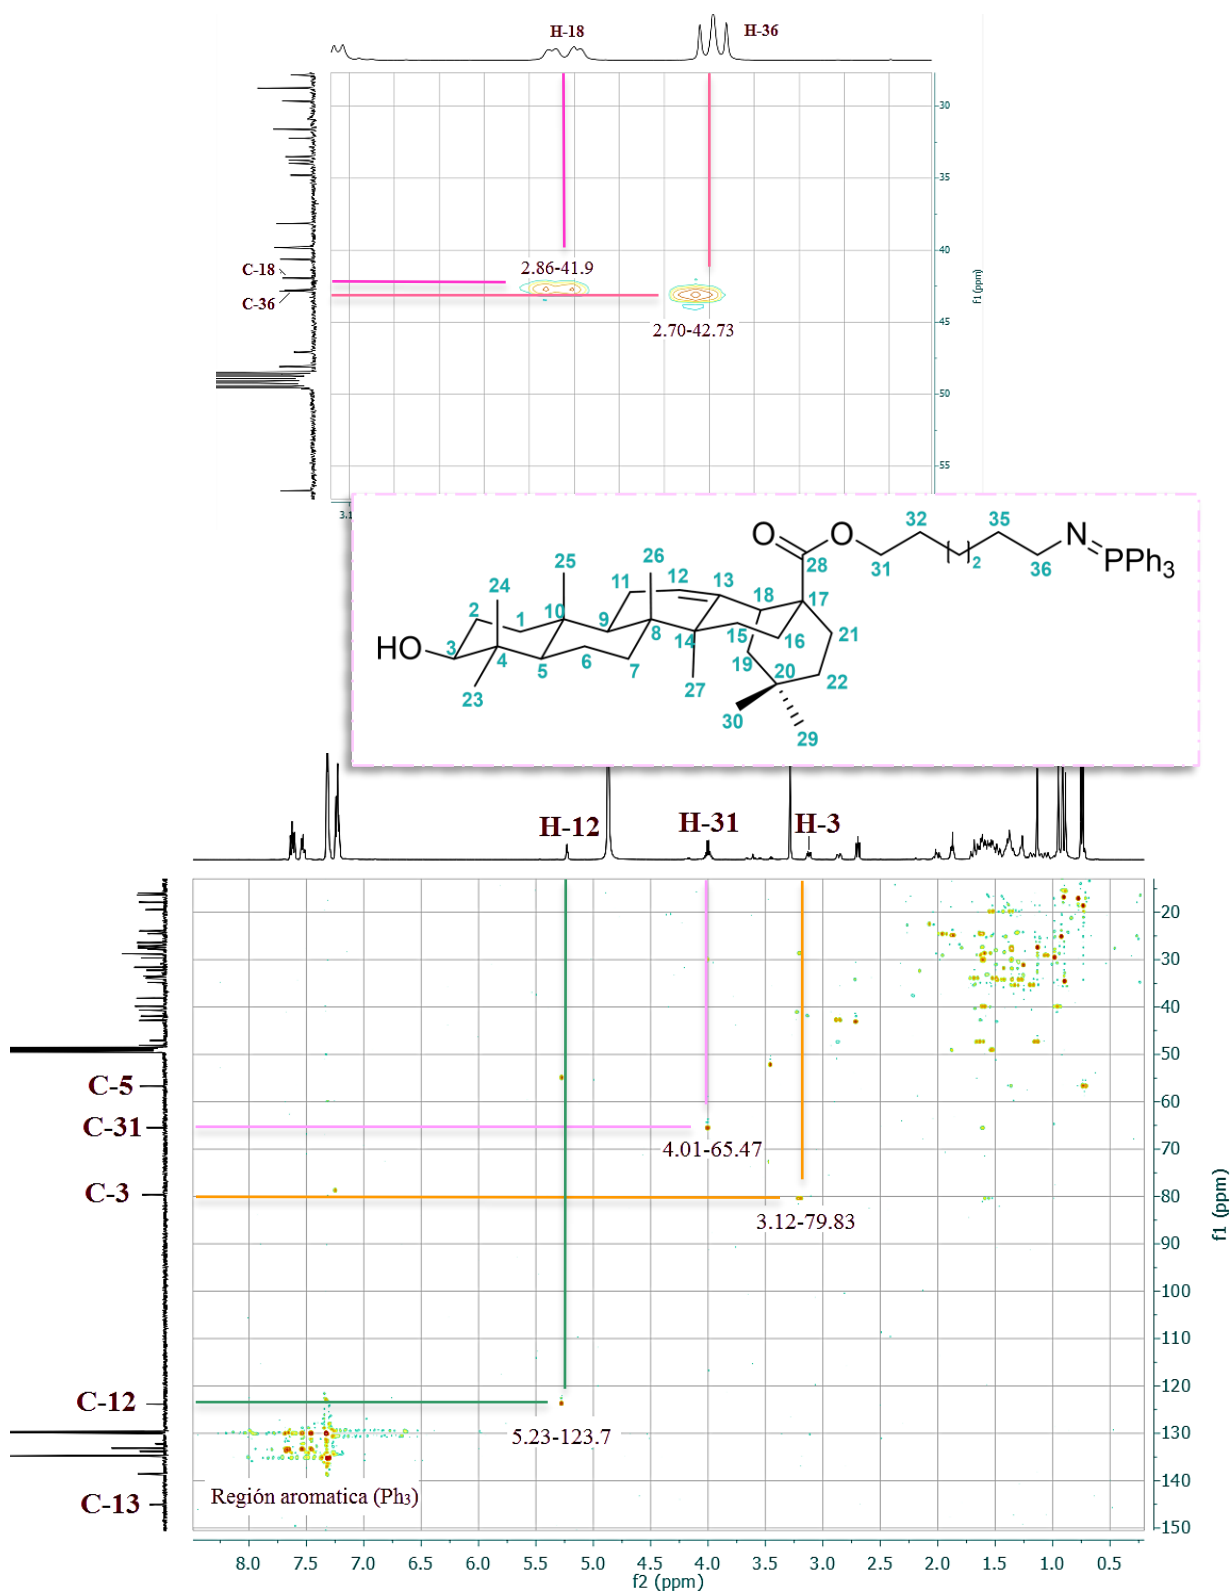 H-18 H-36
30
35
40
45
50
55
f1 (ppm)
C-18
C-36
2.86-41.9
2.70-42.73
3.1
O O 32 35 N
28 31 2 36 PPh3
25 26 11 12 13 18 17
24 2 1 10 9 8 14 15 16 21
HO 3 4 5 6 7 19 20 22
23 27 30 29
H-12 H-31 H-3
C-5
C-31
C-3
C-12
C-13
4.01-65.47
3.12-79.83
5.23-123.7
Región aromatica (Ph3)
20
30
40
50
60
70
80
90
100
110
120
130
140
150
f1 (ppm)
8.0 7.5 7.0 6.5 6.0 5.5 5.0 4.5 4.0 3.5 3.0 2.5 2.0 1.5 1.0 0.5
f2 (ppm)